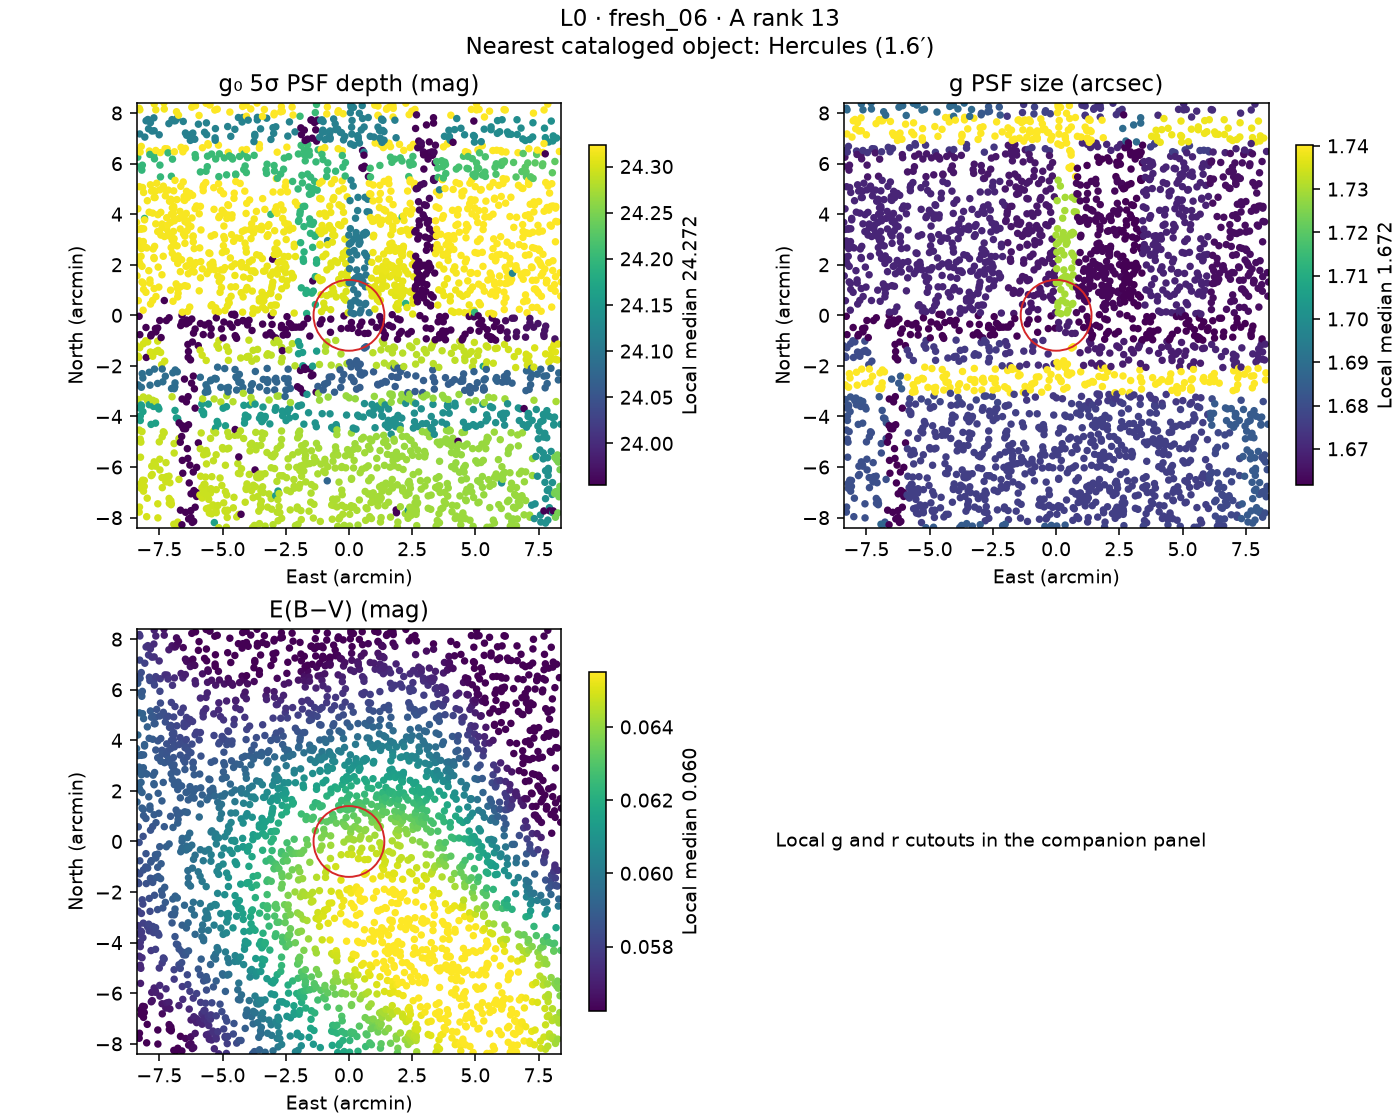 L0 · fresh_06 · A rank 13
Nearest cataloged object: Hercules (1.6′)
g₀ 5σ PSF depth (mag)
8
6
4
2
0
−2
−4
−6
−8
North (arcmin)
−7.5 −5.0 −2.5 0.0 2.5 5.0 7.5
East (arcmin)
24.30
24.25
24.20
24.15
24.10
24.05
24.00
Local median 24.272
g PSF size (arcsec)
8
6
4
2
0
−2
−4
−6
−8
North (arcmin)
−7.5 −5.0 −2.5 0.0 2.5 5.0 7.5
East (arcmin)
1.74
1.73
1.72
1.71
1.70
1.69
1.68
1.67
Local median 1.672
E(B−V) (mag)
8
6
4
2
0
−2
−4
−6
−8
North (arcmin)
−7.5 −5.0 −2.5 0.0 2.5 5.0 7.5
East (arcmin)
0.064
0.062
0.060
0.058
Local median 0.060
Local g and r cutouts in the companion panel